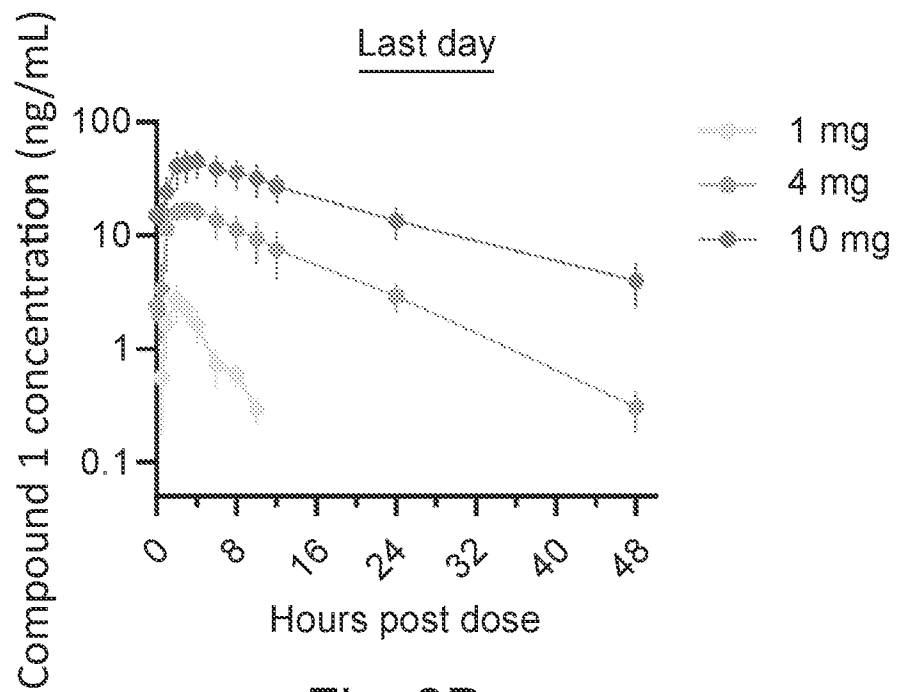 Last day
Compound 1 concentration (ng/mL)
100
10
1
0.1
0
8
16
24
32
40
48
Hours post dose
1 mg
4 mg
10 mg